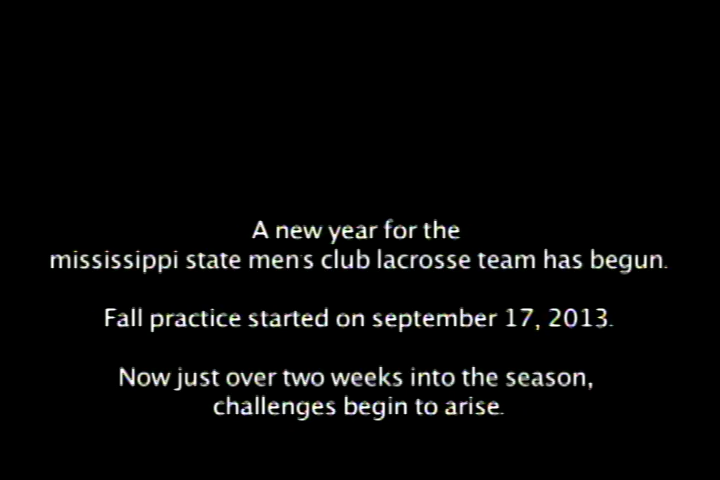 A new year for the
mississippi state men's club lacrosse team has begun.
Fall practice started on september 17, 2013.
Now just over two weeks into the season,
challenges begin to arise.